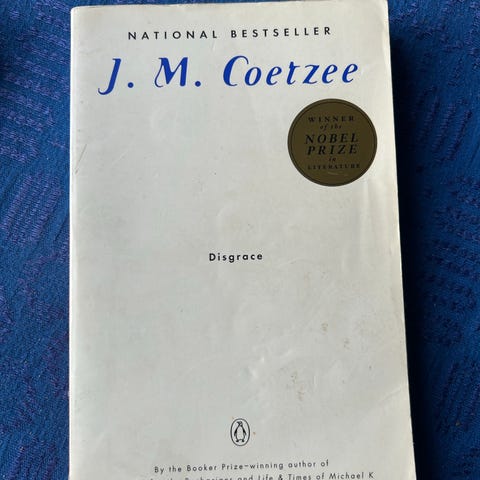 NATIONAL BESTSELLER
J. M. Coetzee
WINNER
of the
NOBEL
PRIZE
in
LITERATURE
Disgrace
By the Booker Prize–winning author of
and Life & Times of Michael K